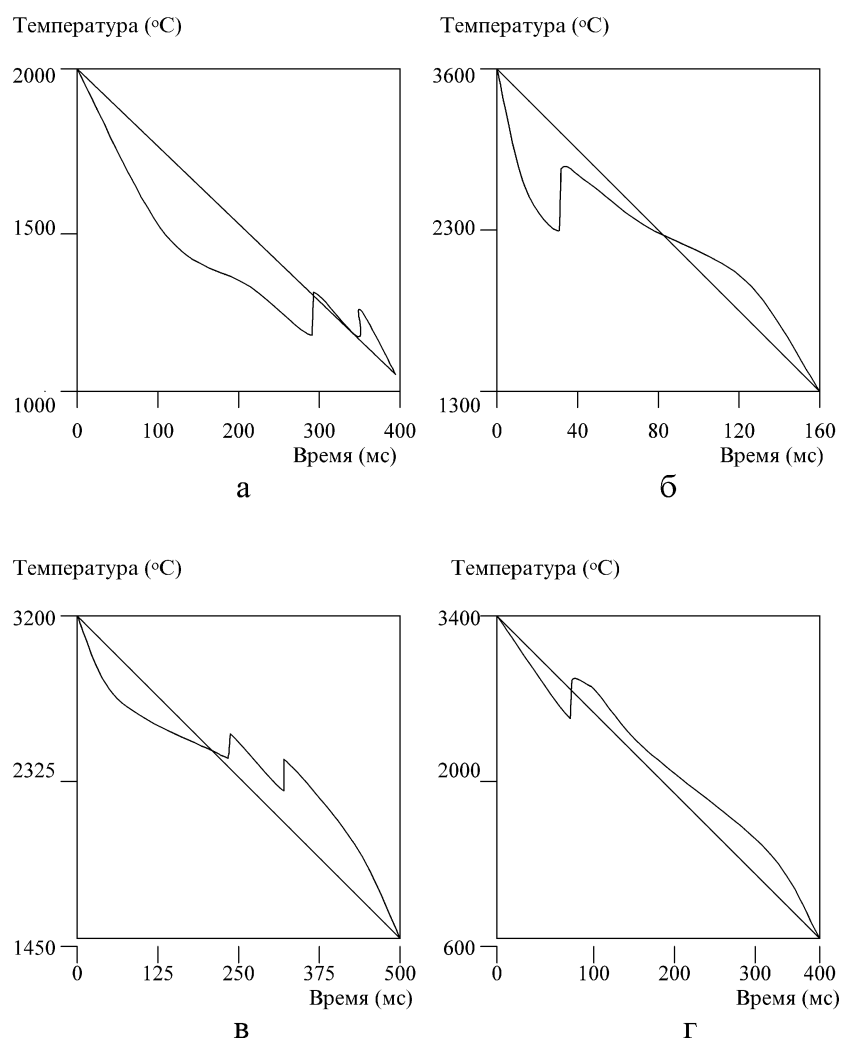 Температура (°C)
2000
1500
1000
0 100 200 300 400
Время (мс)
а
Температура (°C)
3600
2300
1300
0 40 80 120 160
Время (мс)
б
Температура (°C)
3200
2325
1450
0 125 250 375 500
Время (мс)
в
Температура (°C)
3400
2000
600
0 100 200 300 400
Время (мс)
г